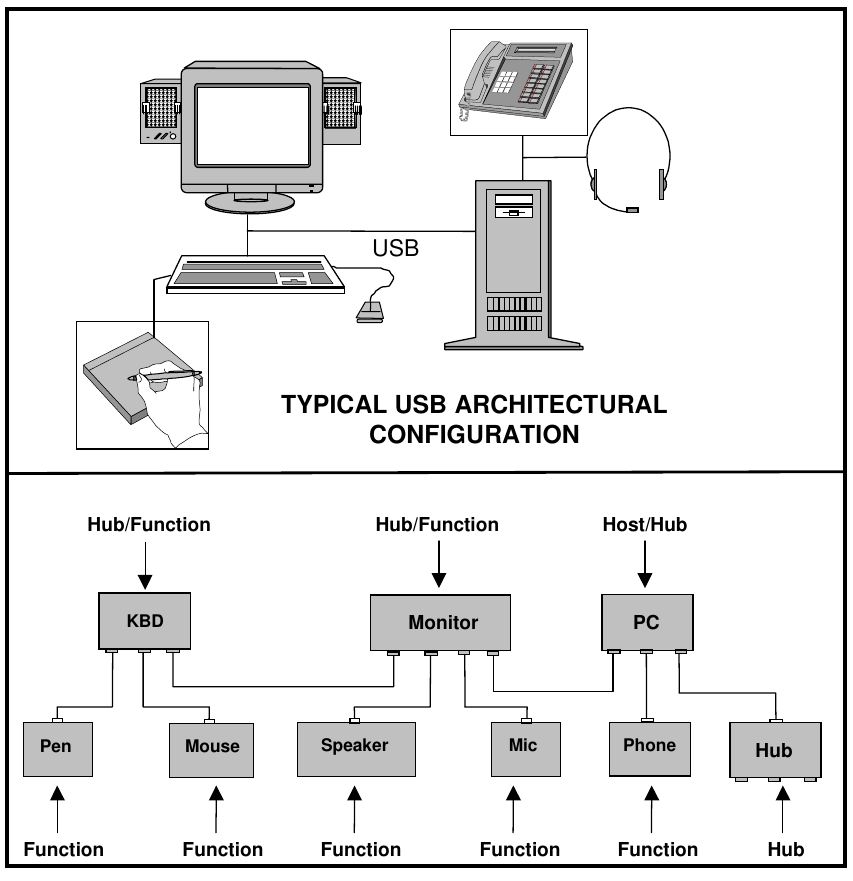 USB
TYPICAL USB ARCHITECTURAL
CONFIGURATION
Hub/Function
Hub/Function
Host/Hub
KBD
Monitor
PC
Pen
Mouse
Speaker
Mic
Phone
Hub
Function
Function
Function
Function
Function
Hub